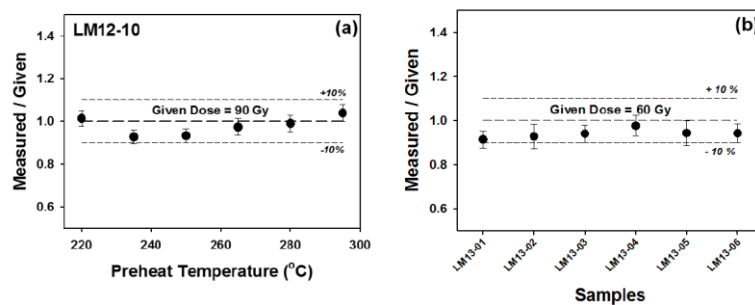 LM12-10
(a)
1.4
1.2
1.0
0.8
0.6
+10%
Given Dose = 90 Gy
-10%
Measured / Given
220 240 260 280 300
Preheat Temperature (°C)
(b)
1.4
1.2
1.0
0.8
0.6
+ 10 %
Given Dose = 60 Gy
- 10 %
Measured / Given
LM13-01
LM13-02
LM13-03
LM13-04
LM13-05
LM13-06
Samples